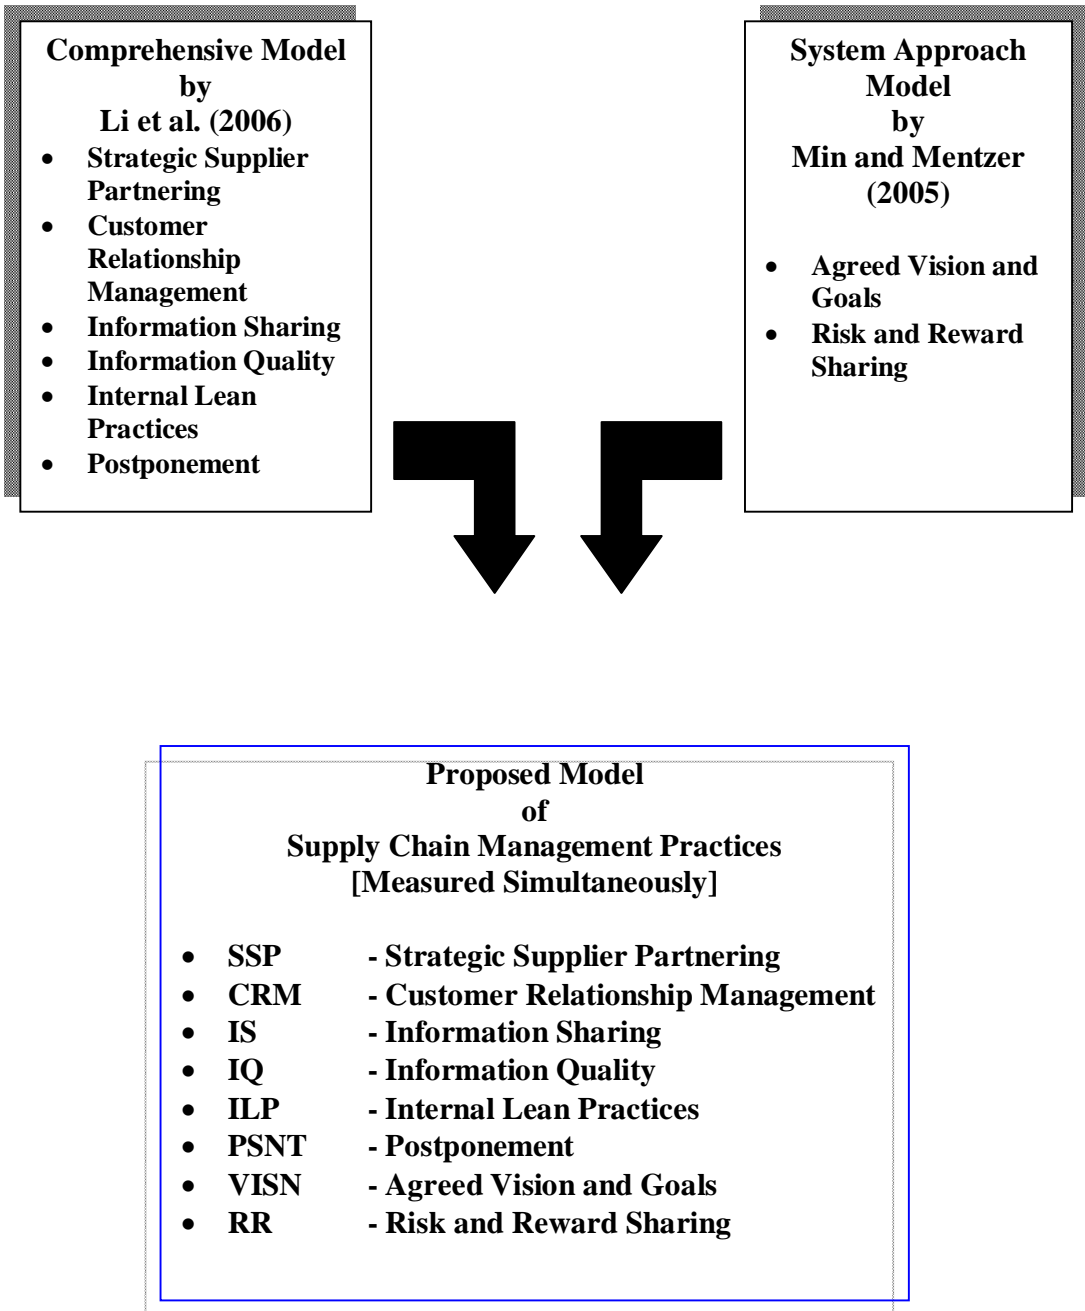 Comprehensive Model
by
Li et al. (2006)
• Strategic Supplier
Partnering
• Customer
Relationship
Management
• Information Sharing
• Information Quality
• Internal Lean
Practices
• Postponement
System Approach
Model
by
Min and Mentzer
(2005)
• Agreed Vision and
Goals
• Risk and Reward
Sharing
Proposed Model
of
Supply Chain Management Practices
[Measured Simultaneously]
• SSP - Strategic Supplier Partnering
• CRM - Customer Relationship Management
• IS - Information Sharing
• IQ - Information Quality
• ILP - Internal Lean Practices
• PSNT - Postponement
• VISN - Agreed Vision and Goals
• RR - Risk and Reward Sharing